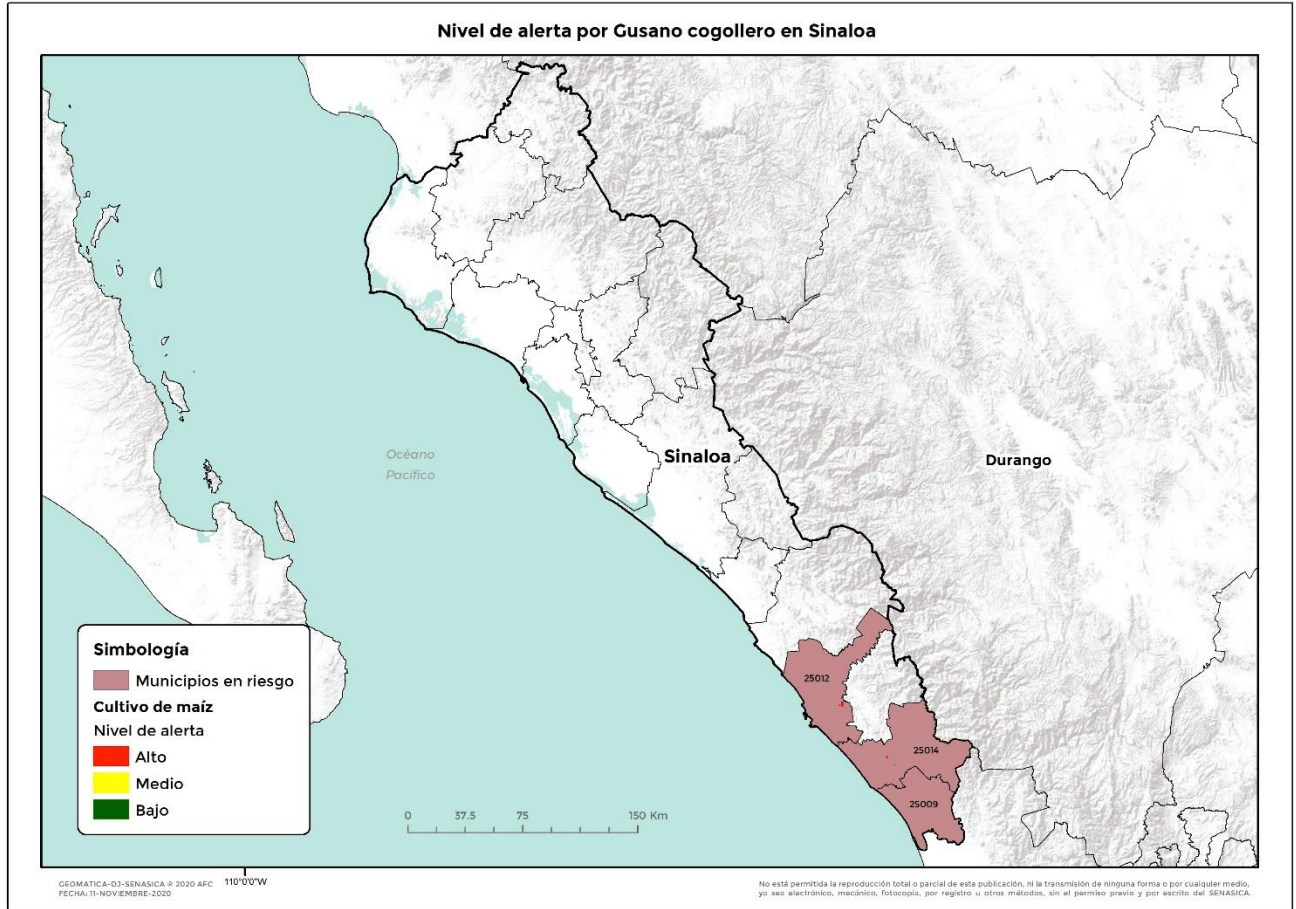 Nivel de alerta por Gusano cogollero en Sinaloa
Océano
Pacífico
Sinaloa
Durango
25012
25014
25009
Simbología
Municipios en riesgo
Cultivo de maíz
Nivel de alerta
Alto
Medio
Bajo
0 37.5 75 150 Km
GEOMATICA-DJ-SENASICA ® 2020 AFC
FECHA: 11-NOVIEMBRE-2020
110°0'0"W
No está permitida la reproducción total o parcial de esta publicación, ni la transmisión de ninguna forma o por cualquier medio,
ya sea electrónico, mecánico, fotocopia, por registro u otros métodos, sin el permiso previo y por escrito del SENASICA.